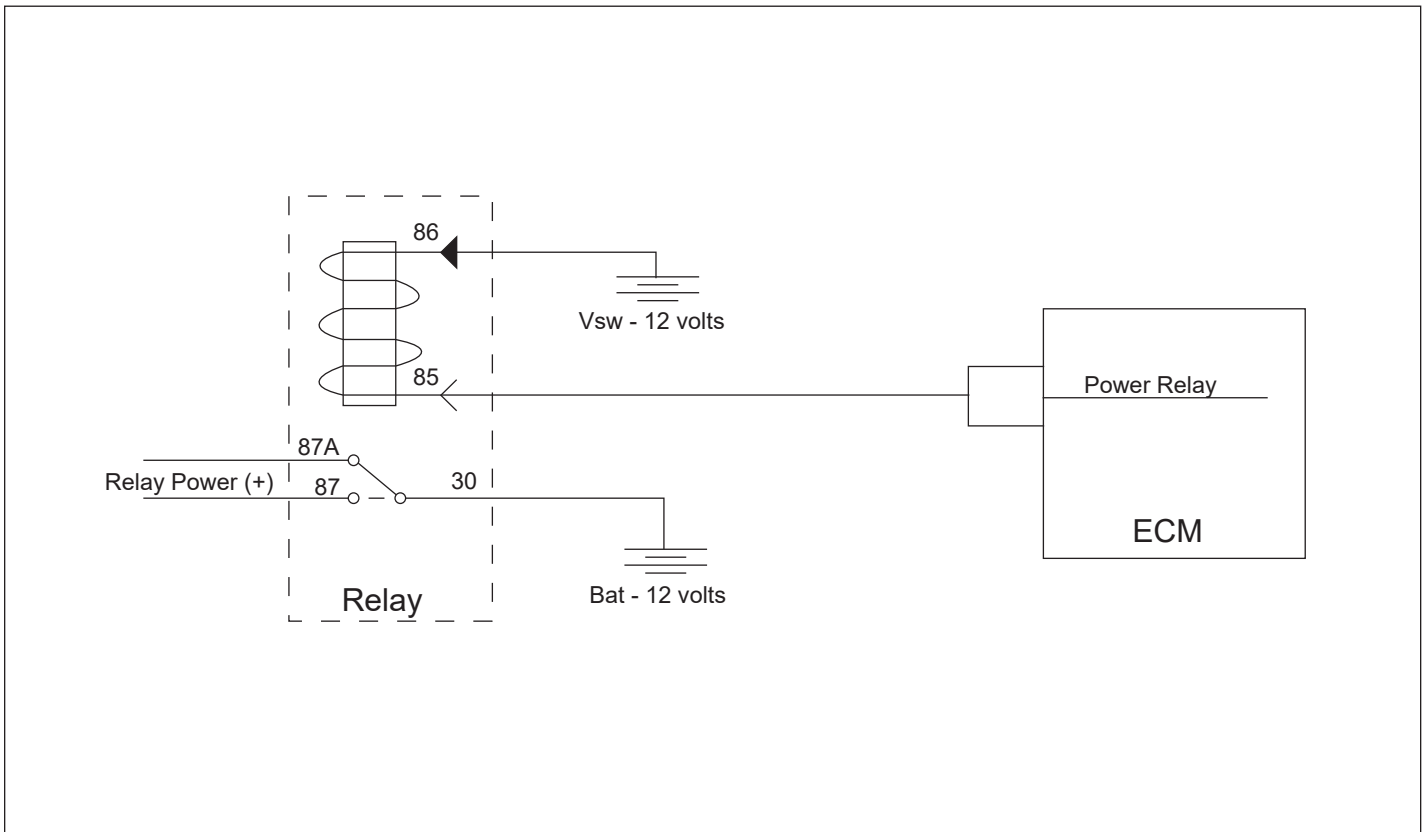 86
Vsw - 12 volts
85
Power Relay
87A
Relay Power (+)
87
30
ECM
Bat - 12 volts
Relay